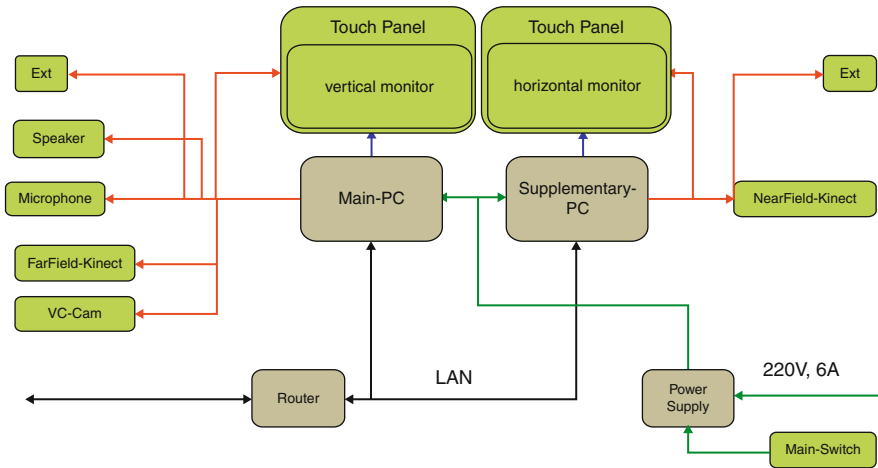 Touch Panel
Touch Panel
vertical monitor
horizontal monitor
Ext
Ext
Speaker
Microphone
Main-PC
Supplementary-
PC
NearField-Kinect
FarField-Kinect
VC-Cam
LAN
220V, 6A
Router
Power
Supply
Main-Switch